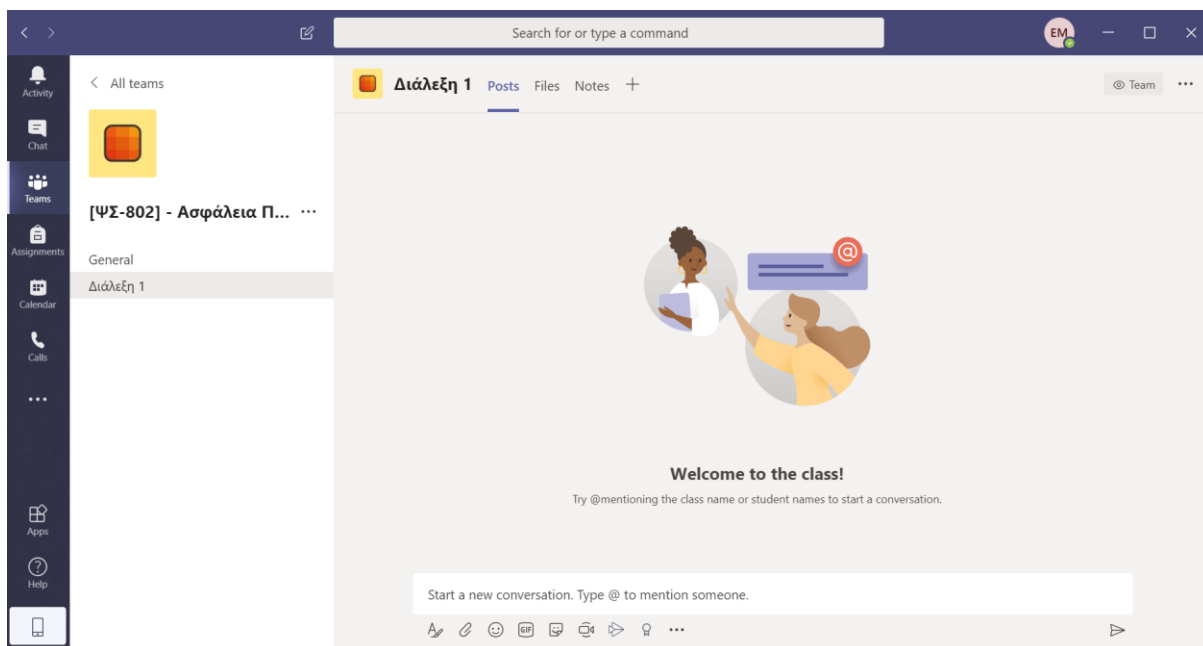 Search for or type a command
EM
Activity
Chat
Teams
Assignments
Calendar
Calls
Apps
Help
All teams
[ΨΣ-802] - Ασφάλεια Π...
General
Διάλεξη 1
Διάλεξη 1 Posts Files Notes
Team
@
Welcome to the class!
Try @mentioning the class name or student names to start a conversation.
Start a new conversation. Type @ to mention someone.
GIF